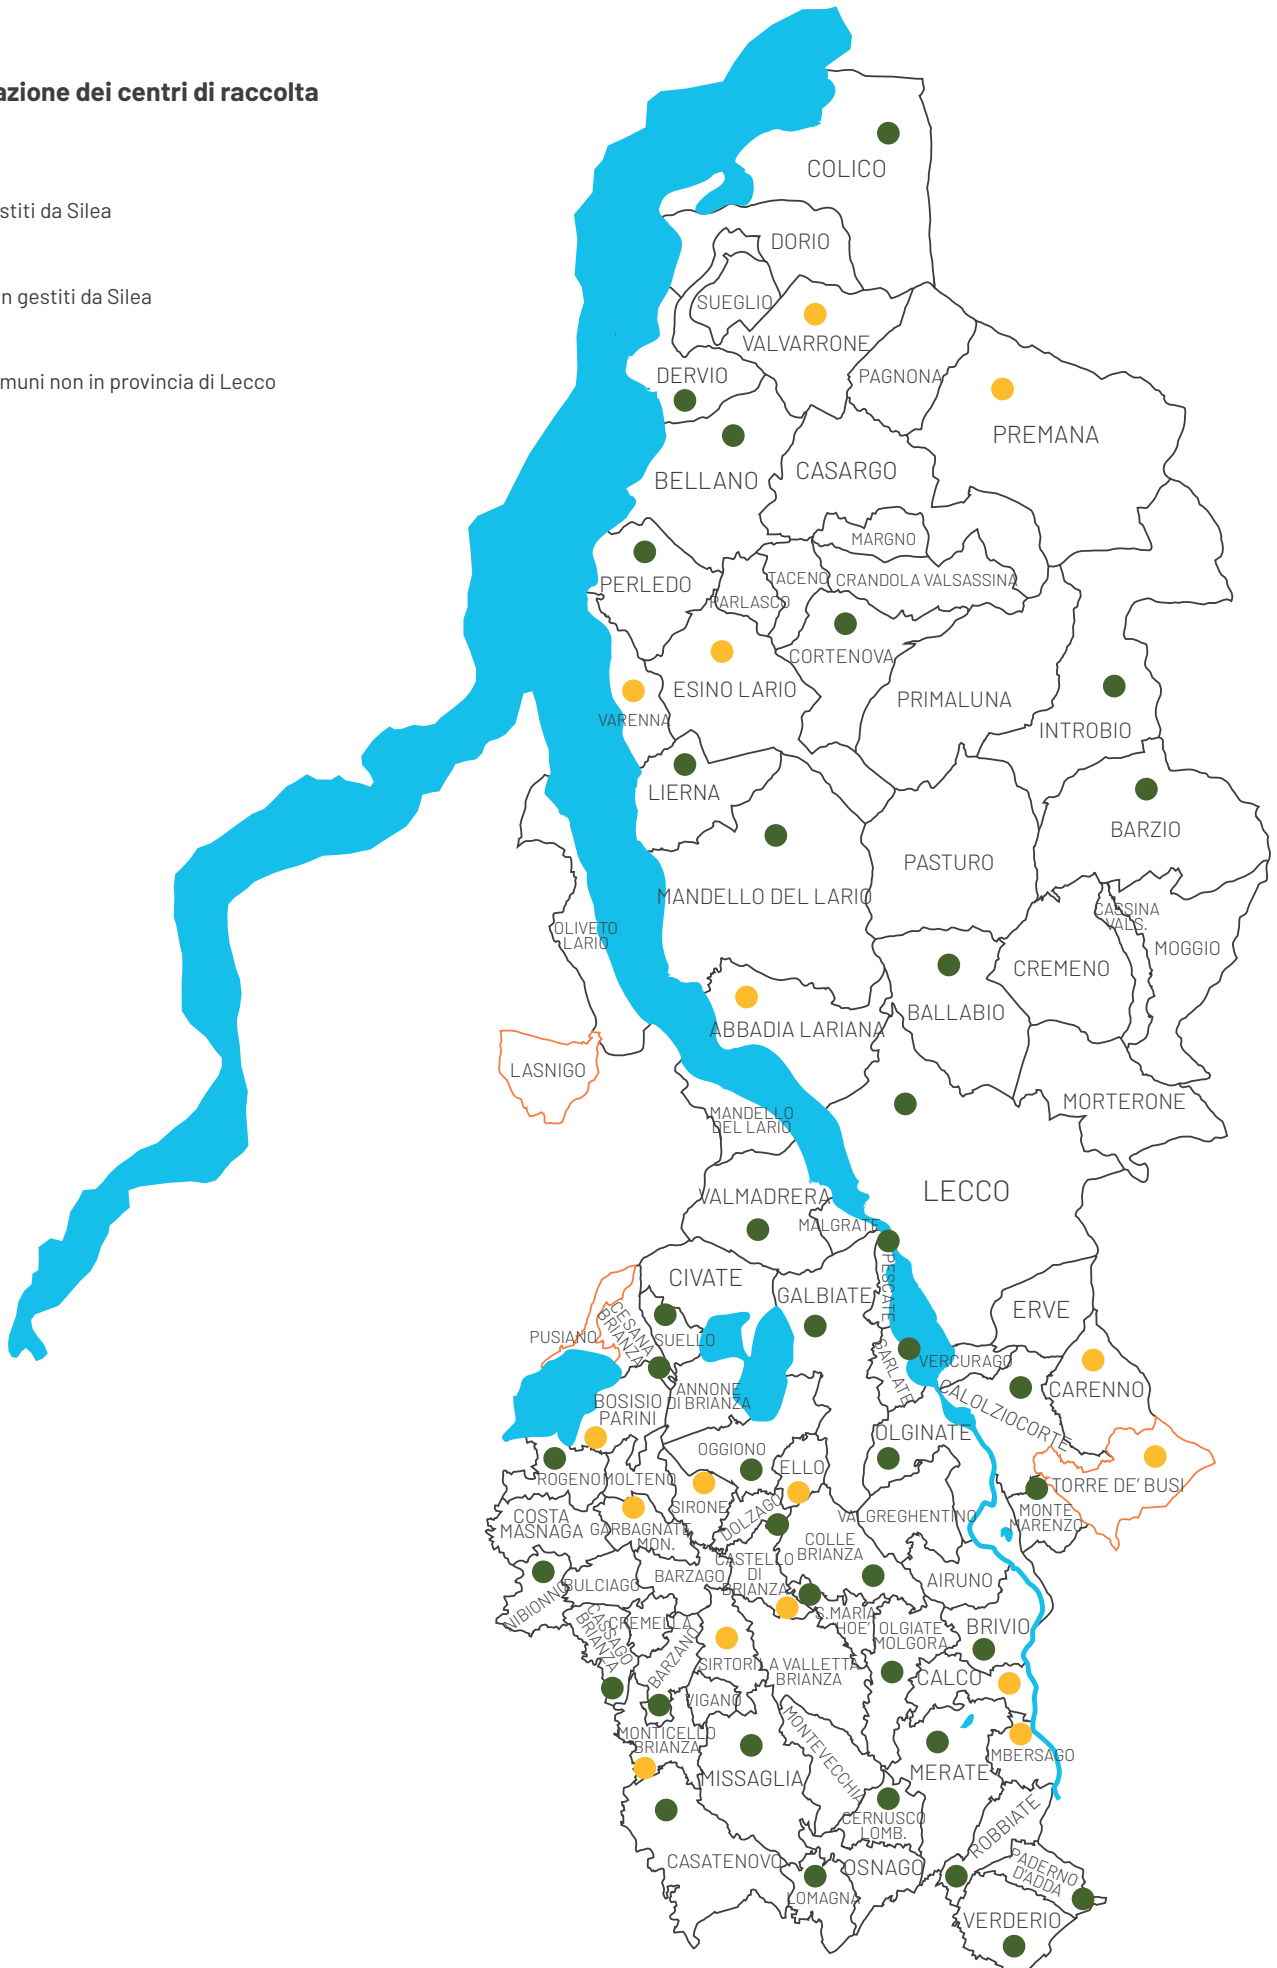 azione dei centri di raccolta
stiti da Silea
n gestiti da Silea
muni non in provincia di Lecco
COLICO
DORIO
SUEGLIO
VALVARRONE
DERVIO
PAGNONA
PREMANA
BELLANO
CASARGO
MARGNO
PERLEDO
TACENO
CRANDOLA VALSASSINA
PARLASCO
CORTENOVA
ESINO LARIO
PRIMALUNA
VARENNA
INTROBIO
LIERNA
BARZIO
PASTURO
MANDELLO DEL LARIO
CASSINA
VALS.
OLIVETO
LARIO
MOGGIO
CREMENO
BALLABIO
ABBADIA LARIANA
LASNIGO
MORTERONE
MANDELLO
DEL LARIO
LECCO
VALMADRERA
MALGRATE
PESCATE
CIVATE
GALBIATE
ERVE
CESANA
BRIANZA
PUSIANO
SUELLO
GARLATE
VERCURAGO
CARENNO
ANNONE
DI BRIANZA
BOSISIO
PARINI
CALOLZIOCORTE
OLGINATE
OGGIONO
ELLO
ROGENO
MOLTENO
TORRE DE' BUSI
SIRONE
DOLZAGO
VALGREGHENTINO
MONTE
MARENZO
COSTA
MASNAGA
GARBAGNATE
MON.
COLLE
BRIANZA
CASTELLO
DI
BRIANZA
BARZAGO
BULCIAGO
AIRUNO
NIBIONNO
CASSAGO
BRIANZA
CREMELLA
S.MARIA
HOE'
OLGIATE
MOLGORA
BRIVIO
BARZANO
SIRTORI
LA VALLETTA
BRIANZA
CALCO
VIGANO
MONTICELLO
BRIANZA
MONTEVECCHIA
MBERSAGO
MISSAGLIA
MERATE
CERNUSCO
LOMB.
ROBBIATE
CASATENOVO
OSNAGO
PADERNO
D'ADDA
LOMAGNA
VERDERIO